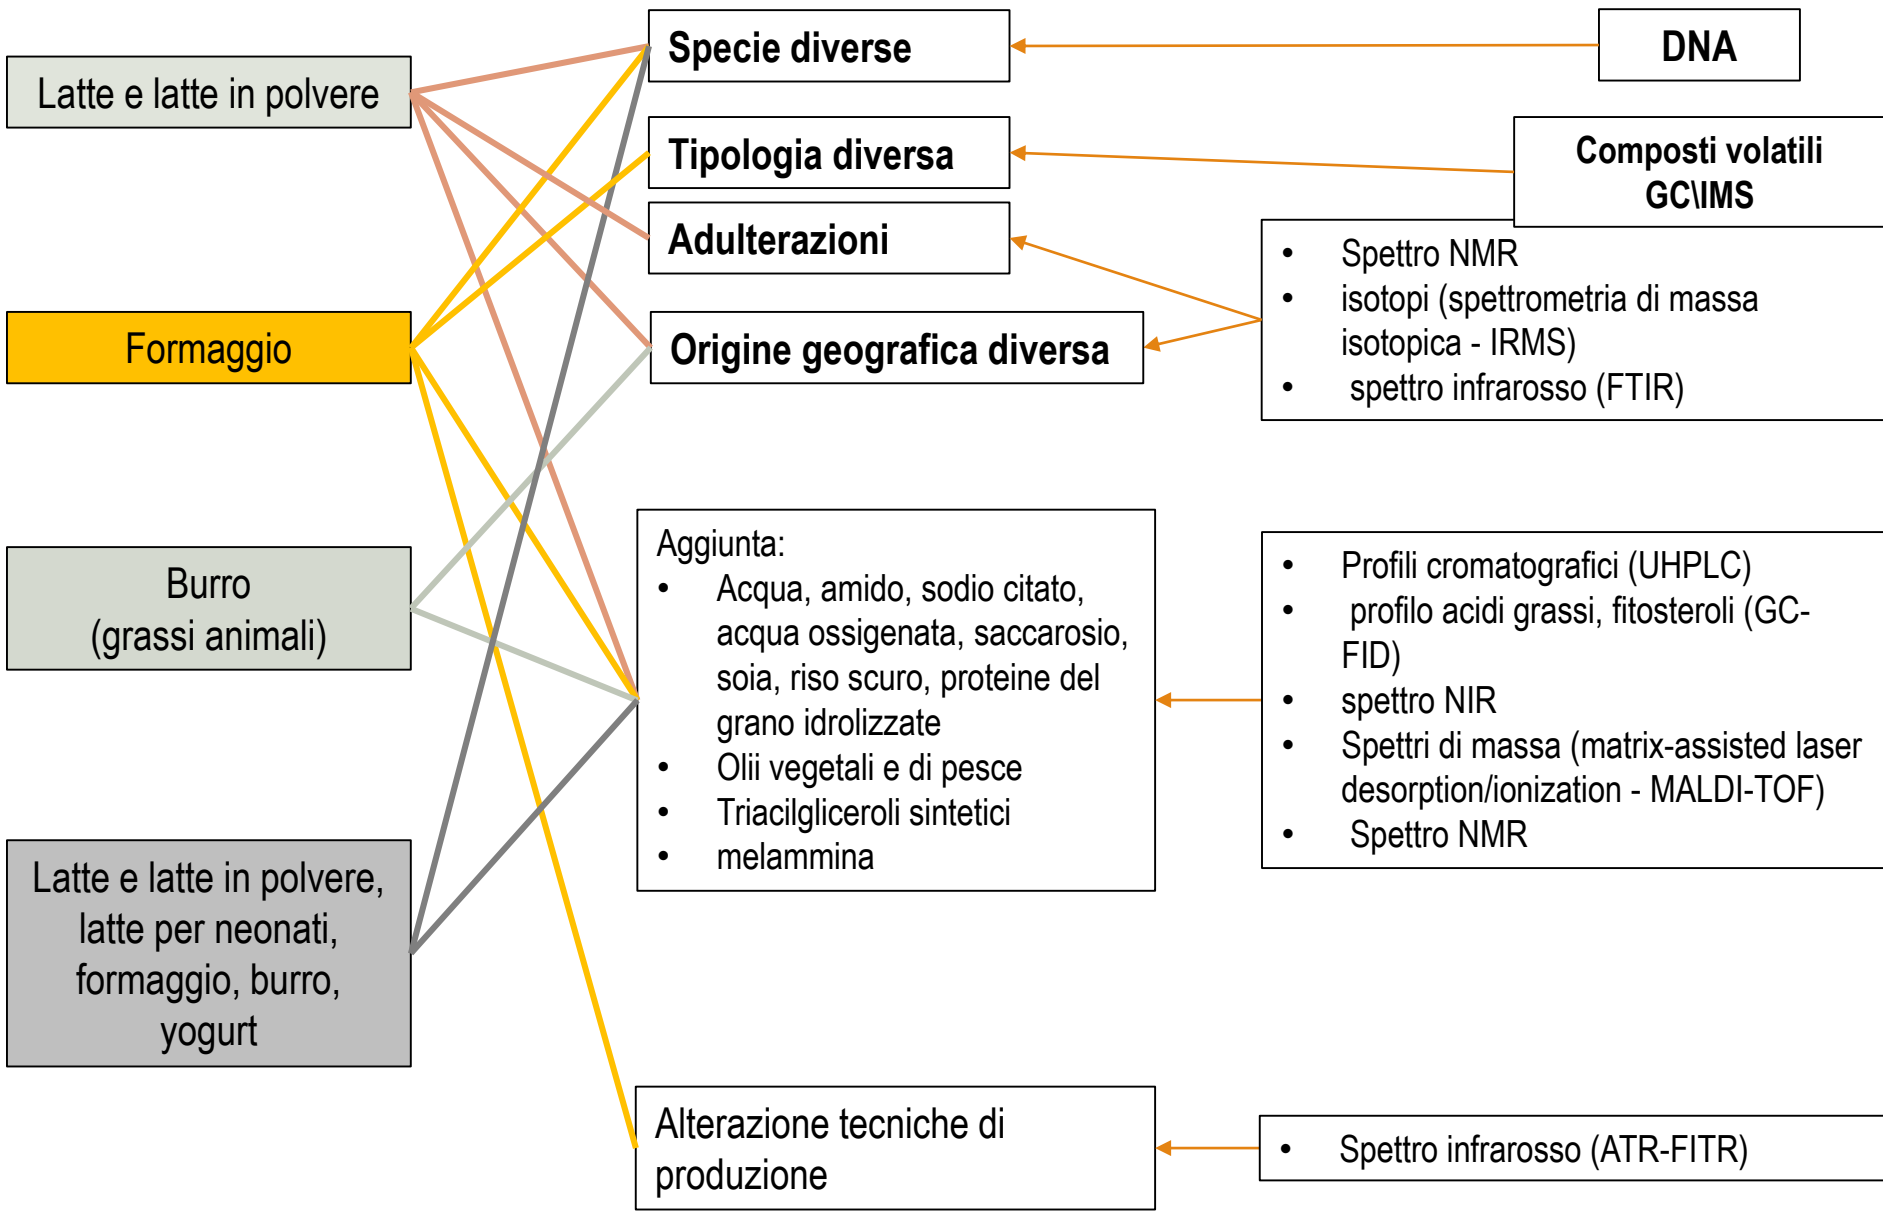 Latte e latte in polvere
Formaggio
Burro
(grassi animali)
Latte e latte in polvere,
latte per neonati,
formaggio, burro,
yogurt
Specie diverse
Tipologia diversa
Adulterazioni
Origine geografica diversa
Aggiunta:
• Acqua, amido, sodio citato,
acqua ossigenata, saccarosio,
soia, riso scuro, proteine del
grano idrolizzate
• Olii vegetali e di pesce
• Triacilgliceroli sintetici
• melammina
Alterazione tecniche di
produzione
DNA
Composti volatili
GC\IMS
• Spettro NMR
• isotopi (spettrometria di massa
isotopica - IRMS)
• spettro infrarosso (FTIR)
• Profili cromatografici (UHPLC)
• profilo acidi grassi, fitosteroli (GC-
FID)
• spettro NIR
• Spettri di massa (matrix-assisted laser
desorption/ionization - MALDI-TOF)
• Spettro NMR
• Spettro infrarosso (ATR-FITR)